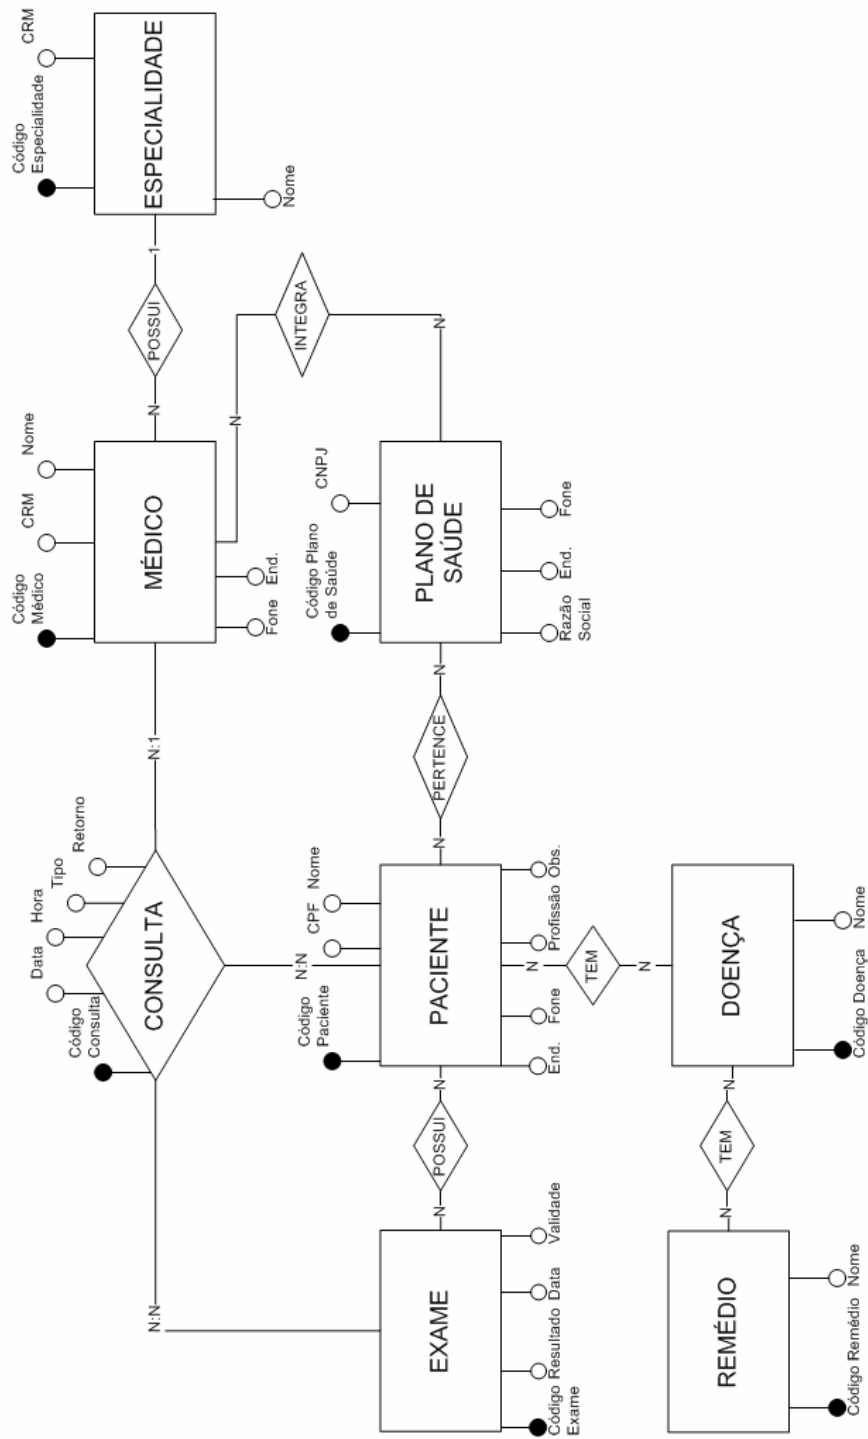 Código
Exame
Resultado
Data
Validade
EXAME
N:N
N
POSSUI
N
Código
Consulta
Data
Hora
Tipo
Retorno
CONSULTA
N:1
N:N
Código
Médico
CRM
Nome
MÉDICO
Fone
End.
N
POSSUI
1
Código
Especialidade
CRM
ESPECIALIDADE
Nome
N
INTEGRA
N
Código
Paciente
CPF
Nome
PACIENTE
End.
Fone
Profissão
Obs.
N
PERTENCE
N
Código Plano
de Saúde
CNPJ
PLANO DE
SAÚDE
Razão
Social
End.
Fone
N
TEM
N
REMÉDIO
Código Remédio
Nome
N
TEM
N
DOENÇA
Código Doença
Nome